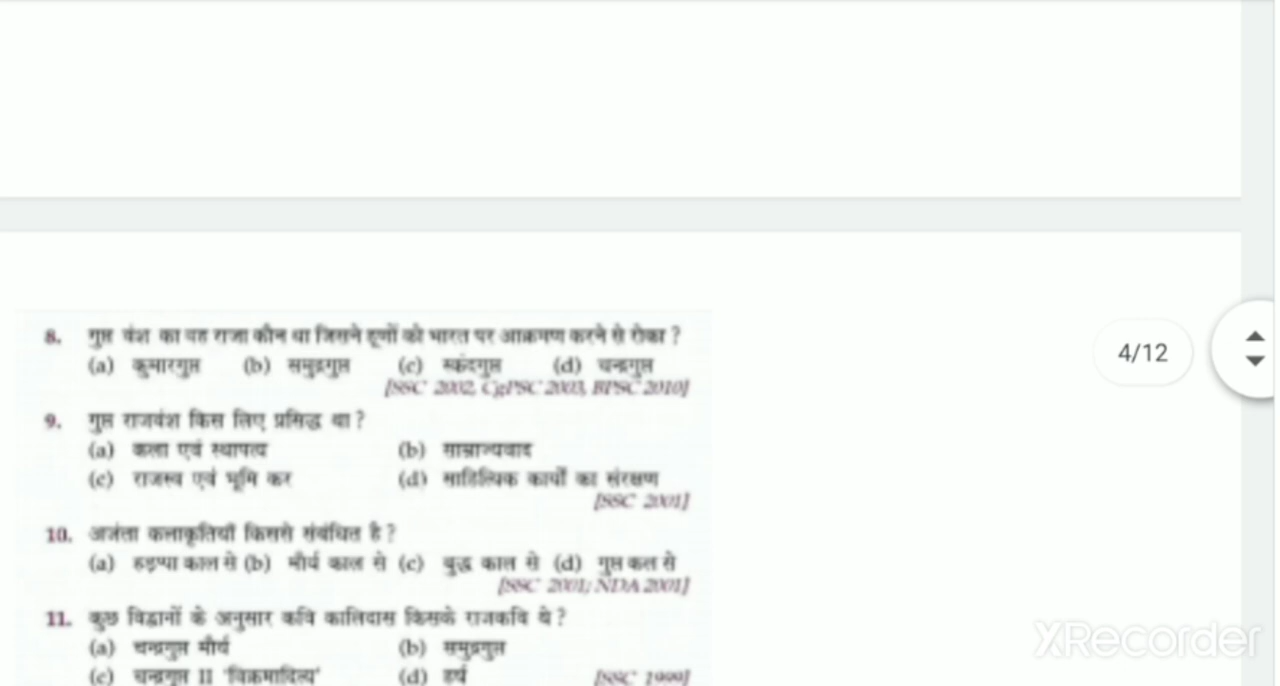 8. गुप्त वंश का वह राजा कौन था जिसने हूणों को भारत पर आक्रमण करने से रोका ?
(a) कुमारगुप्त (b) समुद्रगुप्त (c) स्कंदगुप्त (d) चन्द्रगुप्त
[SSC 2002, CgPSC 2003, BPSC 2010]
4/12
9. गुप्त राजवंश किस लिए प्रसिद्ध था ?
(a) कला एवं स्थापत्य (b) साम्राज्यवाद
(c) राजस्व एवं भूमि कर (d) साहित्यिक कार्यों का संरक्षण
[SSC 2001]
10. अजंता कलाकृतियाँ किससे संबंधित है ?
(a) हड़प्पा काल से (b) मौर्य काल से (c) बुद्ध काल से (d) गुप्त कल से
[SSC 2001; NDA 2001]
11. कुछ विद्वानों के अनुसार कवि कालिदास किसके राजकवि थे ?
(a) चन्द्रगुप्त मौर्य (b) समुद्रगुप्त
(c) चन्द्रगुप्त II 'विक्रमादित्य' (d) हर्ष [SSC 1999]
XRecorder